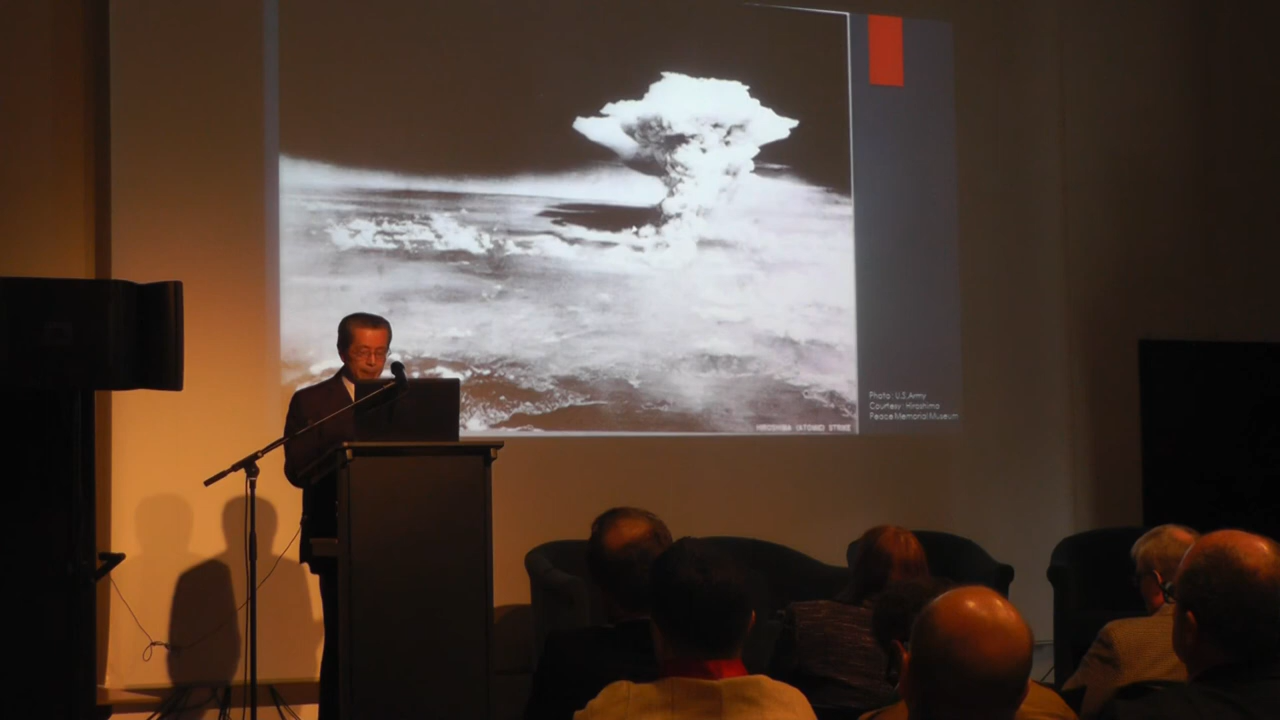 Photo : U.S.Army
Courtesy : Hiroshima
Peace Memorial Museum
HIROSHIMA (ATOMIC) STRIKE